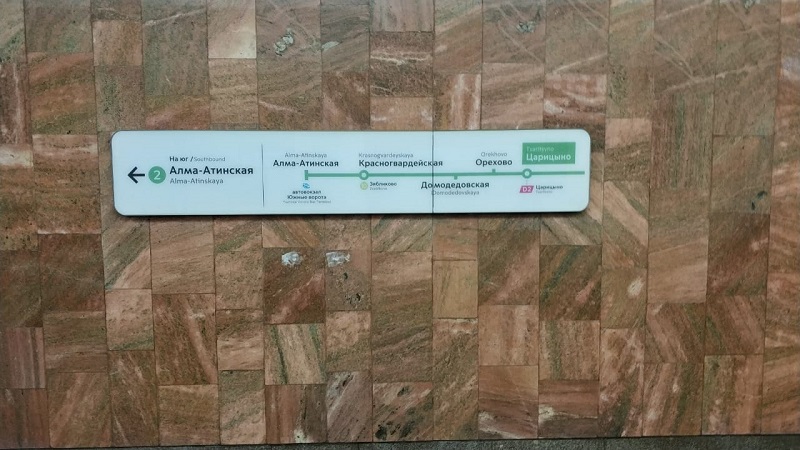 2
На юг / Southbound
Алма-Атинская
Alma-Atinskaya
Alma-Atinskaya
Алма-Атинская
автовокзал
Южные ворота
Krasnogvardeyskaya
Красногвардейская
Зябликово
Домодедовская
Domodedovskaya
Orekhovo
Орехово
Tsaritsyno
Царицыно
D2 Царицыно